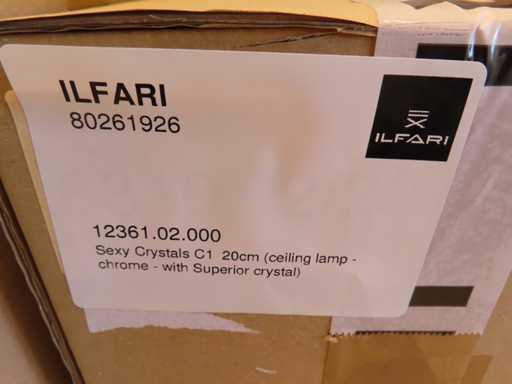 ILFARI
80261926
ILFARI
12361.02.000
Sexy Crystals C1 20cm (ceiling lamp -
chrome - with Superior crystal)